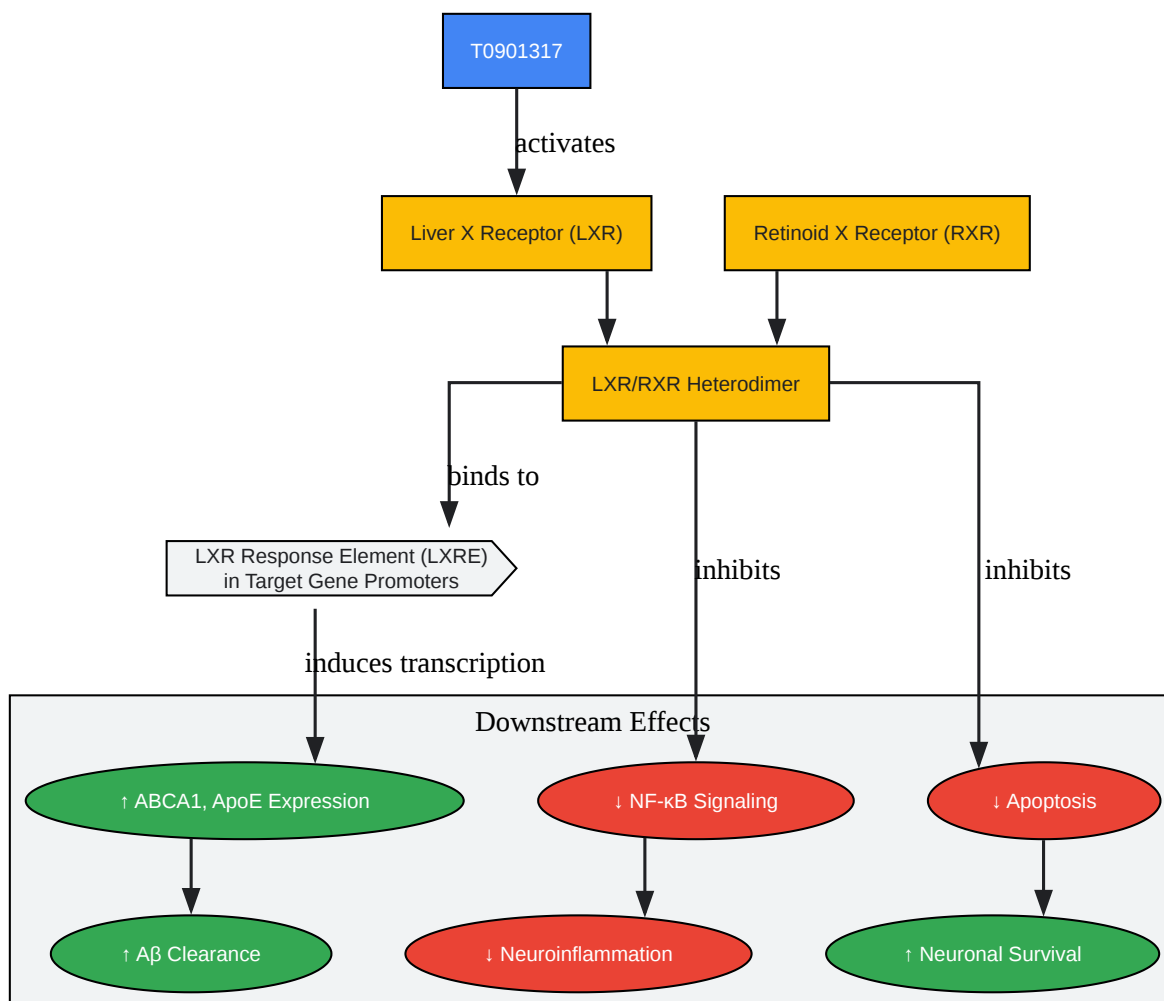 T0901317
activates
Liver X Receptor (LXR)
Retinoid X Receptor (RXR)
LXR/RXR Heterodimer
binds to
LXR Response Element (LXRE)
in Target Gene Promoters
inhibits
inhibits
induces transcription
Downstream Effects
↑ ABCA1, ApoE Expression
↓ NF-κB Signaling
↓ Apoptosis
↑ Aβ Clearance
↓ Neuroinflammation
↑ Neuronal Survival